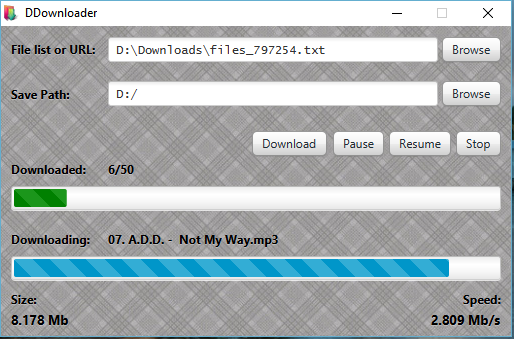 DDownloader
File list or URL: D:\Downloads\files_797254.txt Browse
Save Path: D:/ Browse
Download Pause Resume Stop
Downloaded: 6/50
Downloading: 07. A.D.D. - Not My Way.mp3
Size: Speed:
8.178 Mb 2.809 Mb/s